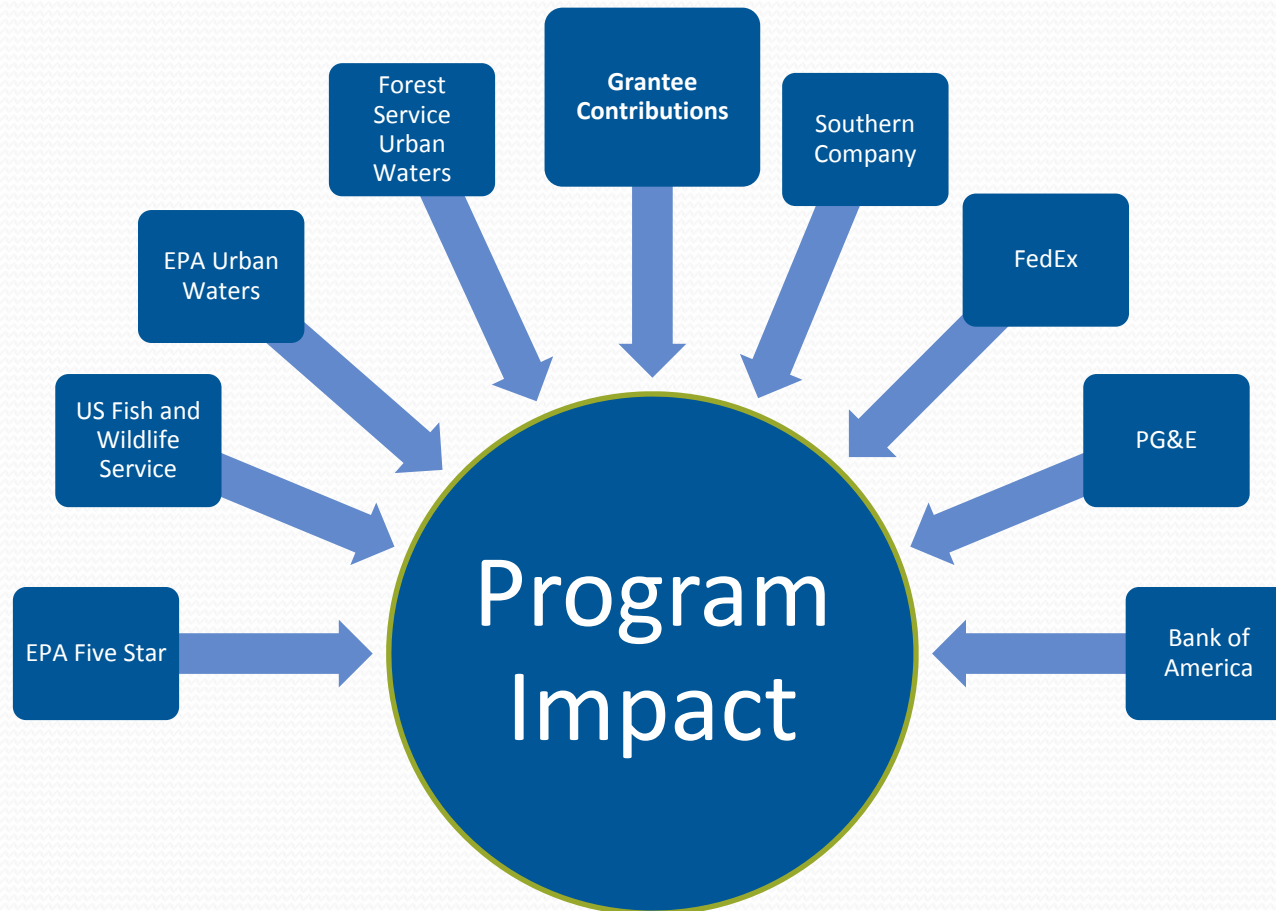 Grantee
Contributions
Forest
Service
Urban
Waters
Southern
Company
EPA Urban
Waters
FedEx
US Fish and
Wildlife
Service
PG&E
EPA Five Star
Bank of
America
Program
Impact